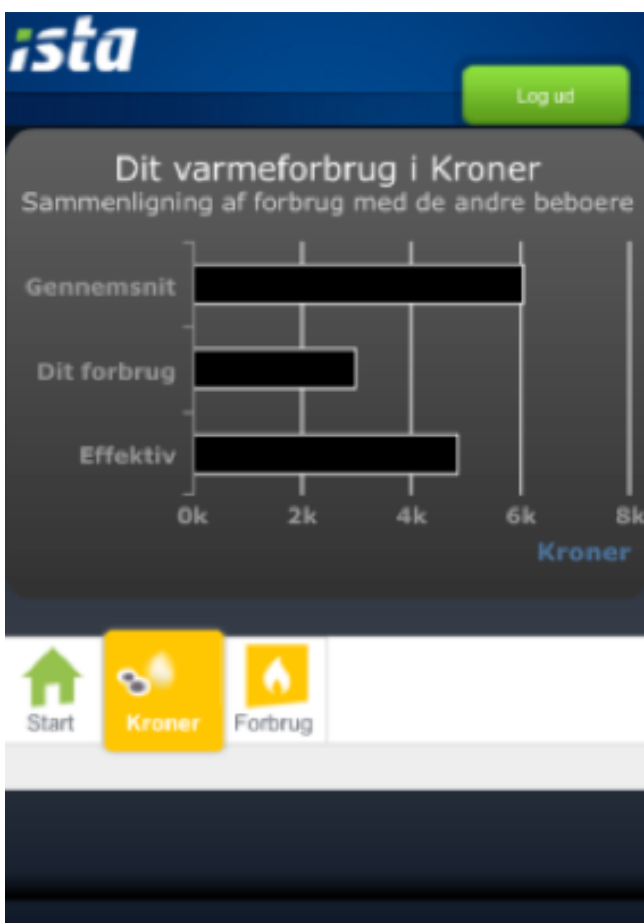 ista
Log ud
Dit varmeforbrug i Kroner
Sammenligning af forbrug med de andre beboere
Gennemsnit
Dit forbrug
Effektiv
0k 2k 4k 6k 8k
Kroner
Start Kroner Forbrug